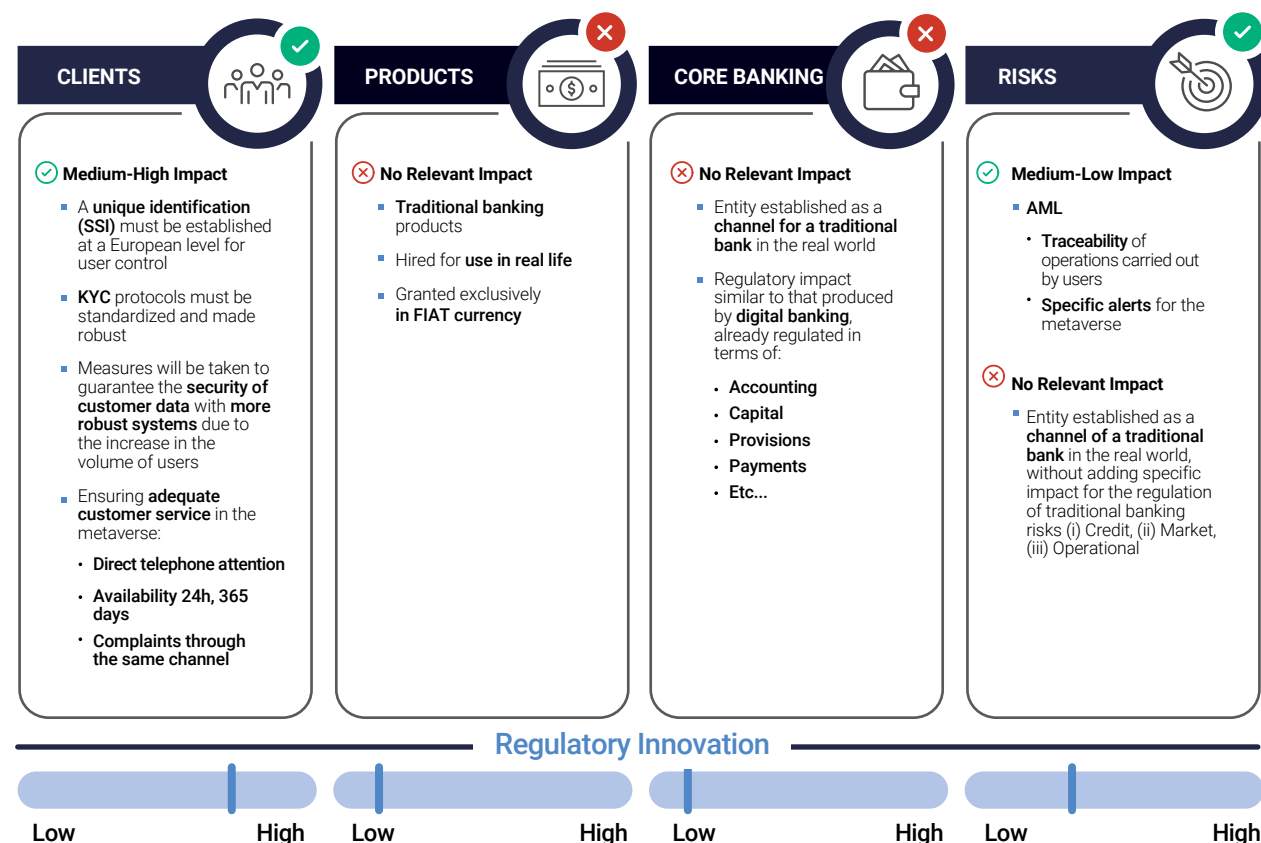 CLIENTS
Medium-High Impact
A unique identification
(SSI) must be established
at a European level for
user control
KYC protocols must be
standardized and made
robust
Measures will be taken to
guarantee the security of
customer data with more
robust systems due to
the increase in the
volume of users
Ensuring adequate
customer service in the
metaverse:
Direct telephone attention
Availability 24h, 365
days
Complaints through
the same channel
PRODUCTS
$
No Relevant Impact
Traditional banking
products
Hired for use in real life
Granted exclusively
in FIAT currency
CORE BANKING
No Relevant Impact
Entity established as a
channel for a traditional
bank in the real world
Regulatory impact
similar to that produced
by digital banking,
already regulated in
terms of:
Accounting
Capital
Provisions
Payments
Etc...
RISKS
Medium-Low Impact
AML
Traceability of
operations carried out
by users
Specific alerts for the
metaverse
No Relevant Impact
Entity established as a
channel of a traditional
bank in the real world,
without adding specific
impact for the regulation
of traditional banking
risks (i) Credit, (ii) Market,
(iii) Operational
Regulatory Innovation
Low High Low High Low High Low High